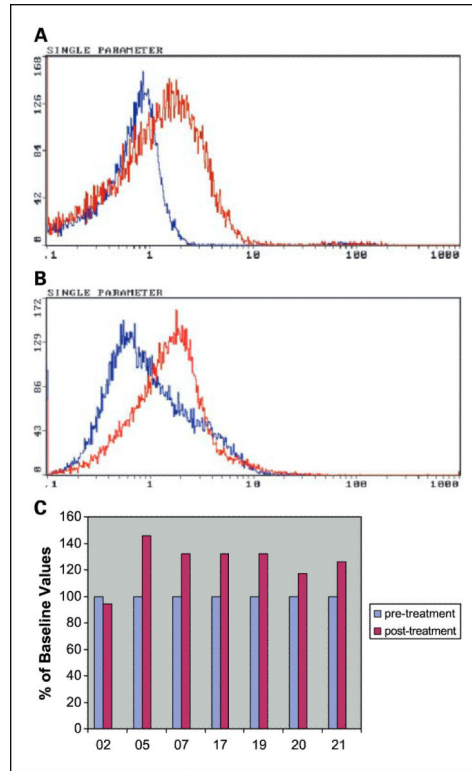 A
SINGLE PARAMETER
168
126
84
42
0
.1 1 10 100 1000
B
SINGLE PARAMETER
172
129
86
43
0
.1 1 10 100 1000
C
% of Baseline Values
160
140
120
100
80
60
40
20
0
02 05 07 17 19 20 21
pre-treatment
post-treatment